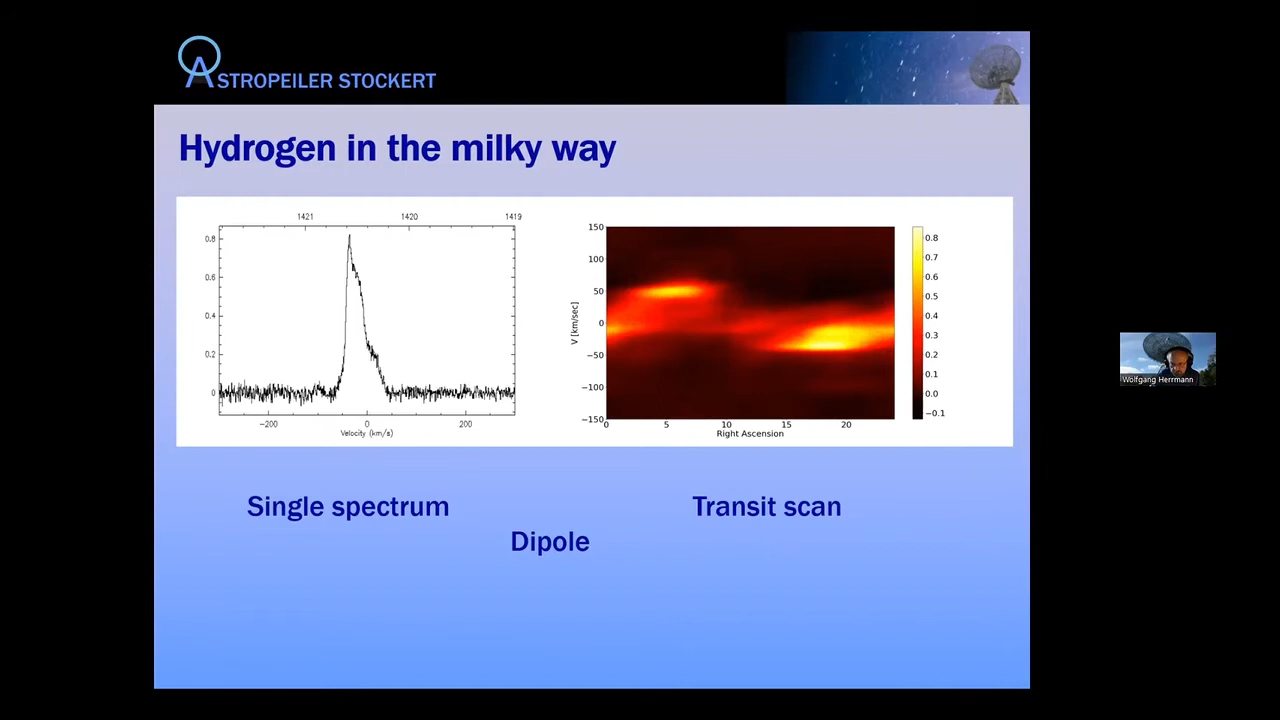 ASTROPEILER STOCKERT
Hydrogen in the milky way
1421 1420 1419
0.8
0.6
0.4
0.2
0
−200 0 200
Velocity (km/s)
150
100
50
0
−50
−100
−150
V [km/sec]
0 5 10 15 20
Right Ascension
0.8
0.7
0.6
0.5
0.4
0.3
0.2
0.1
0.0
−0.1
Wolfgang Herrmann
Single spectrum
Transit scan
Dipole